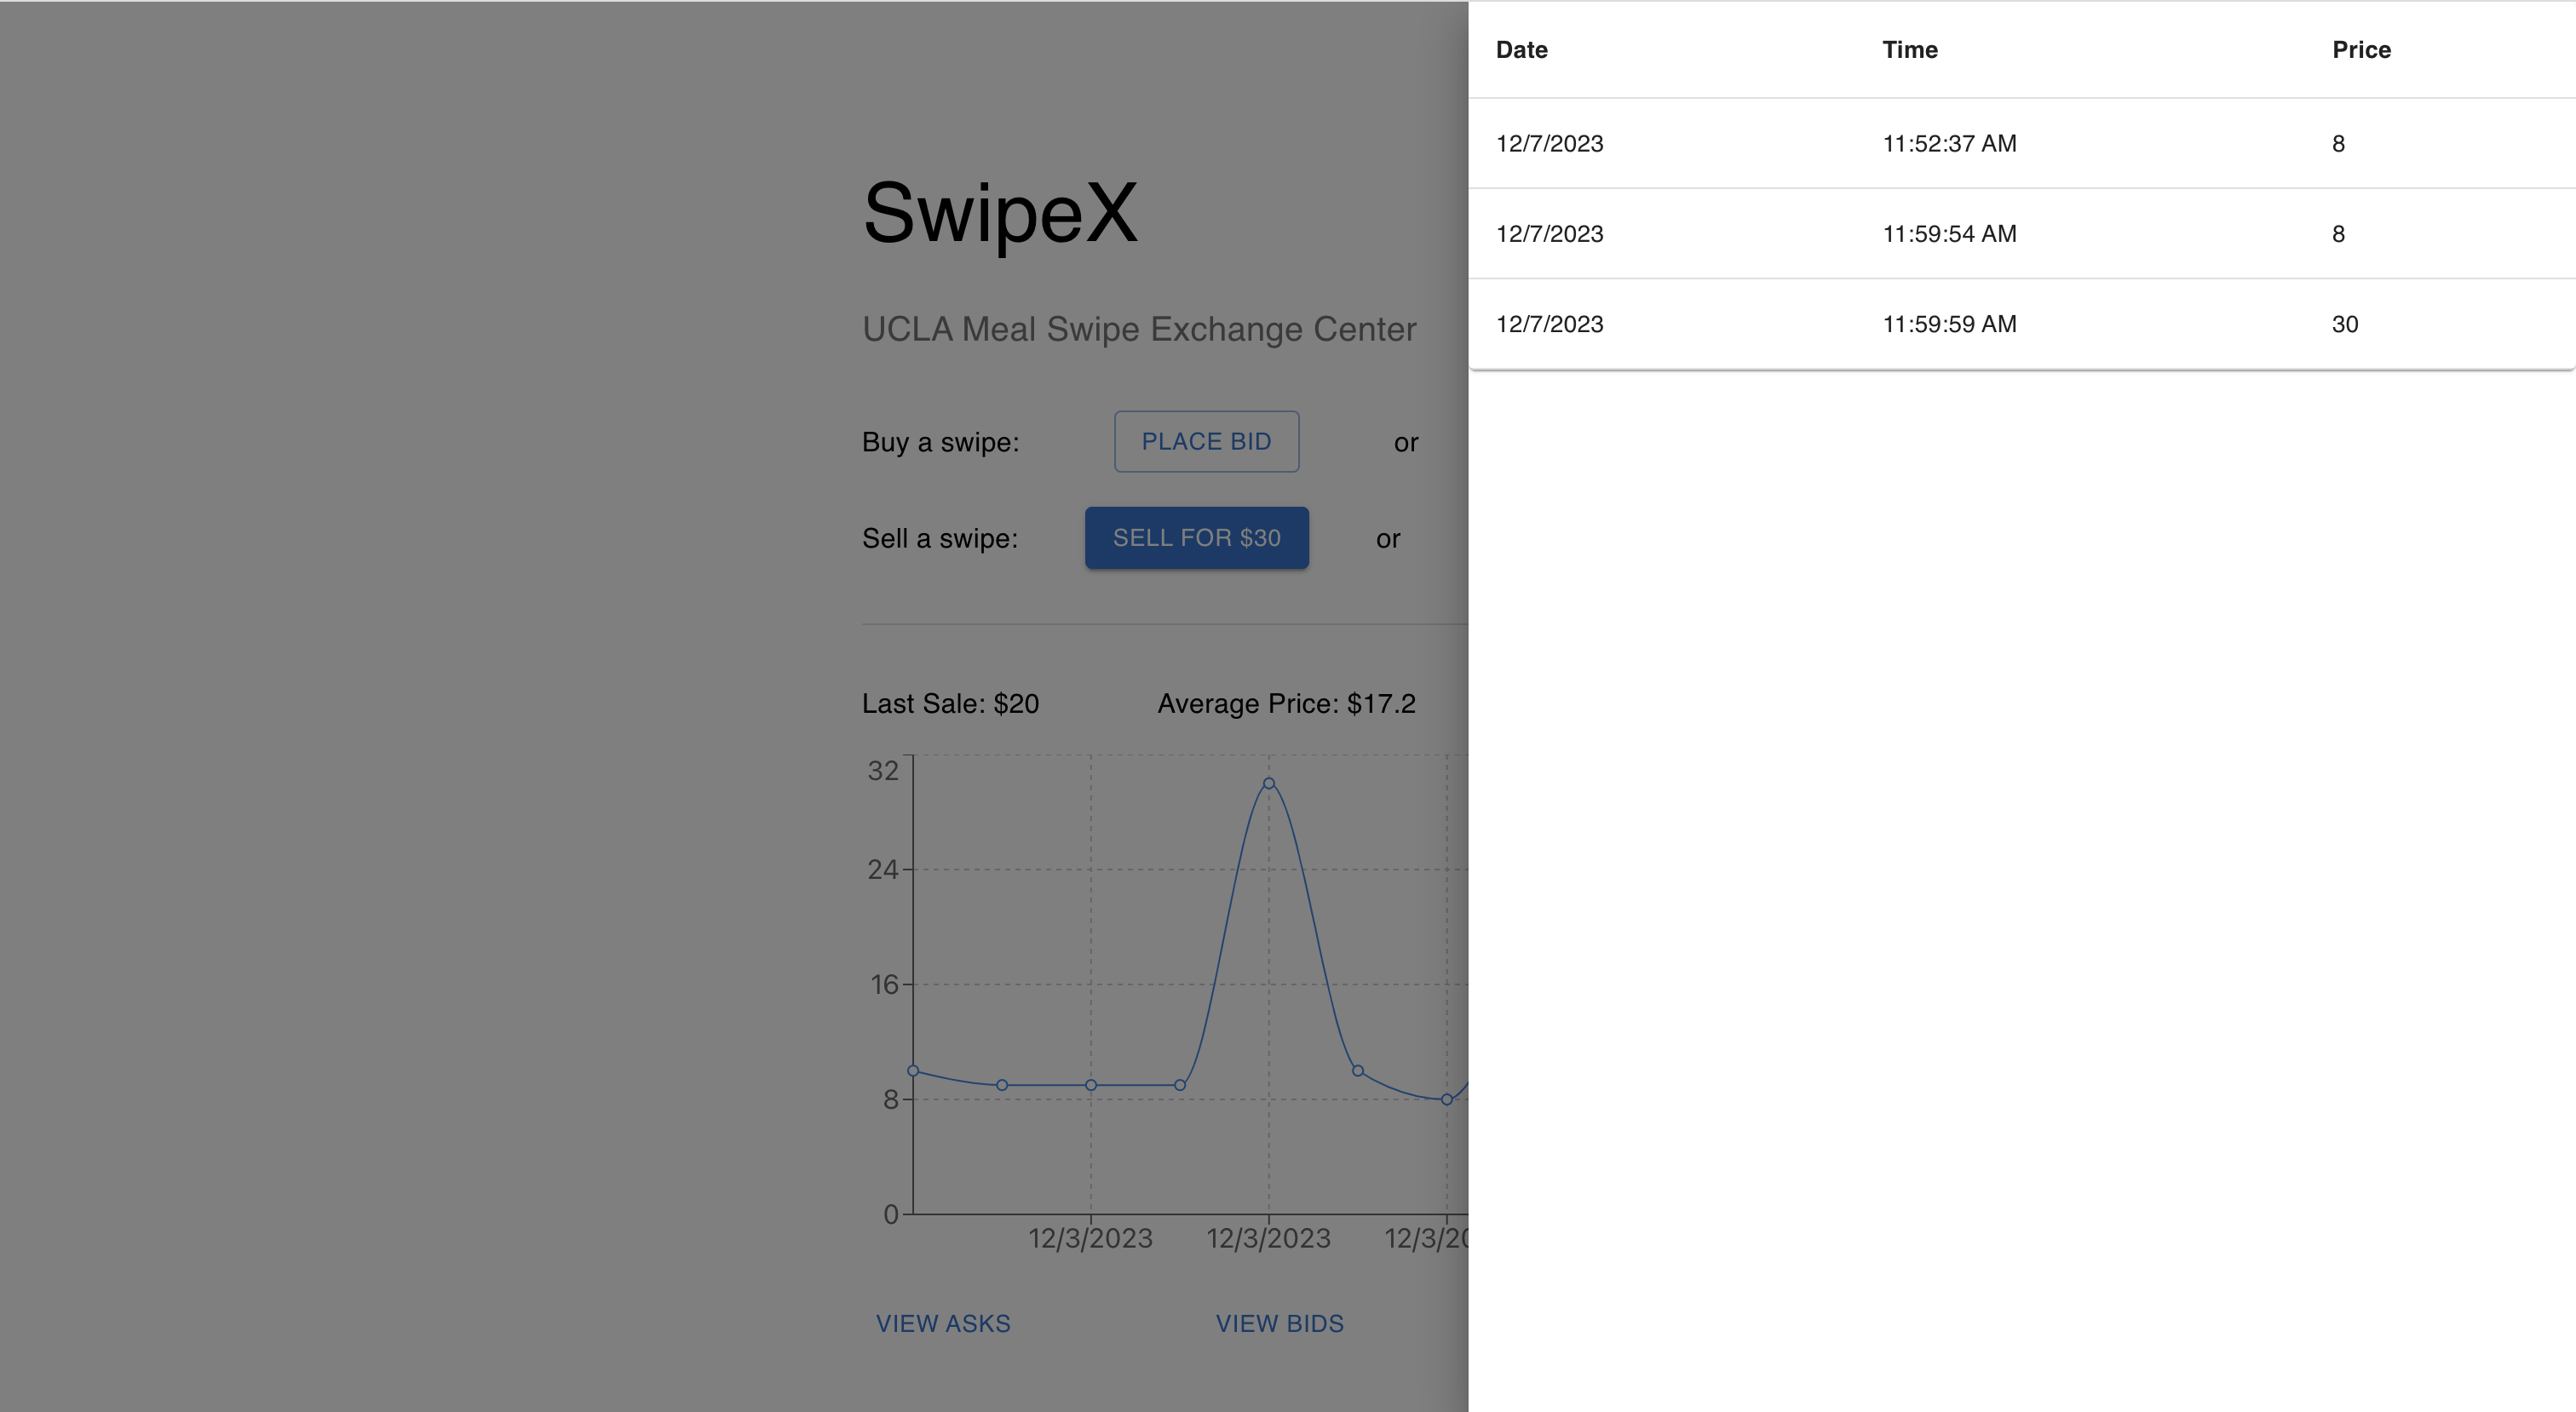 SwipeX
UCLA Meal Swipe Exchange Center
Buy a swipe: PLACE BID or
Sell a swipe: SELL FOR $30 or
Last Sale: $20 Average Price: $17.2
32
24
16
8
0
12/3/2023 12/3/2023 12/3/20
VIEW ASKS VIEW BIDS
Date Time Price
12/7/2023 11:52:37 AM 8
12/7/2023 11:59:54 AM 8
12/7/2023 11:59:59 AM 30